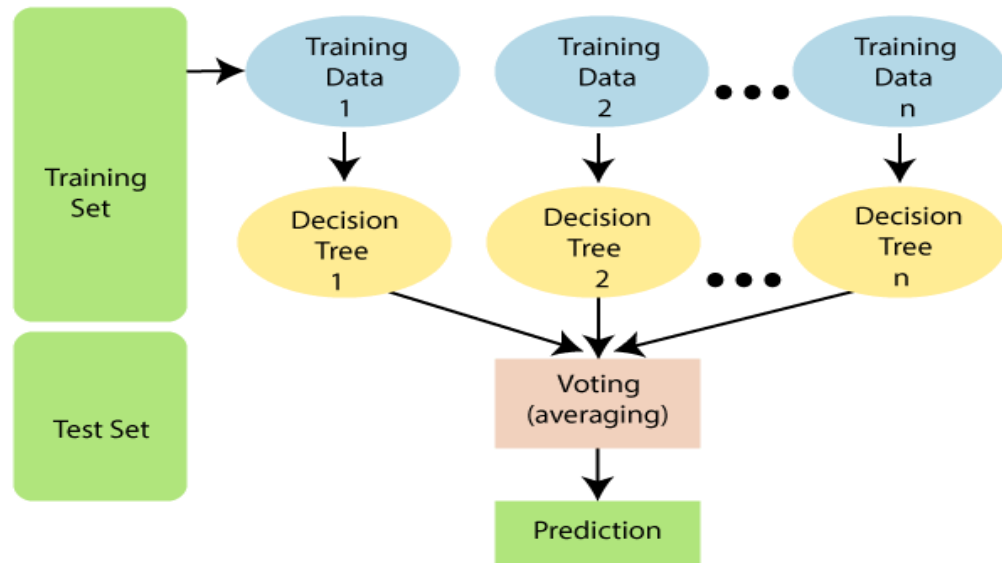 Training
Set
Test Set
Training
Data
1
Training
Data
2
Training
Data
n
Decision
Tree
1
Decision
Tree
2
Decision
Tree
n
Voting
(averaging)
Prediction